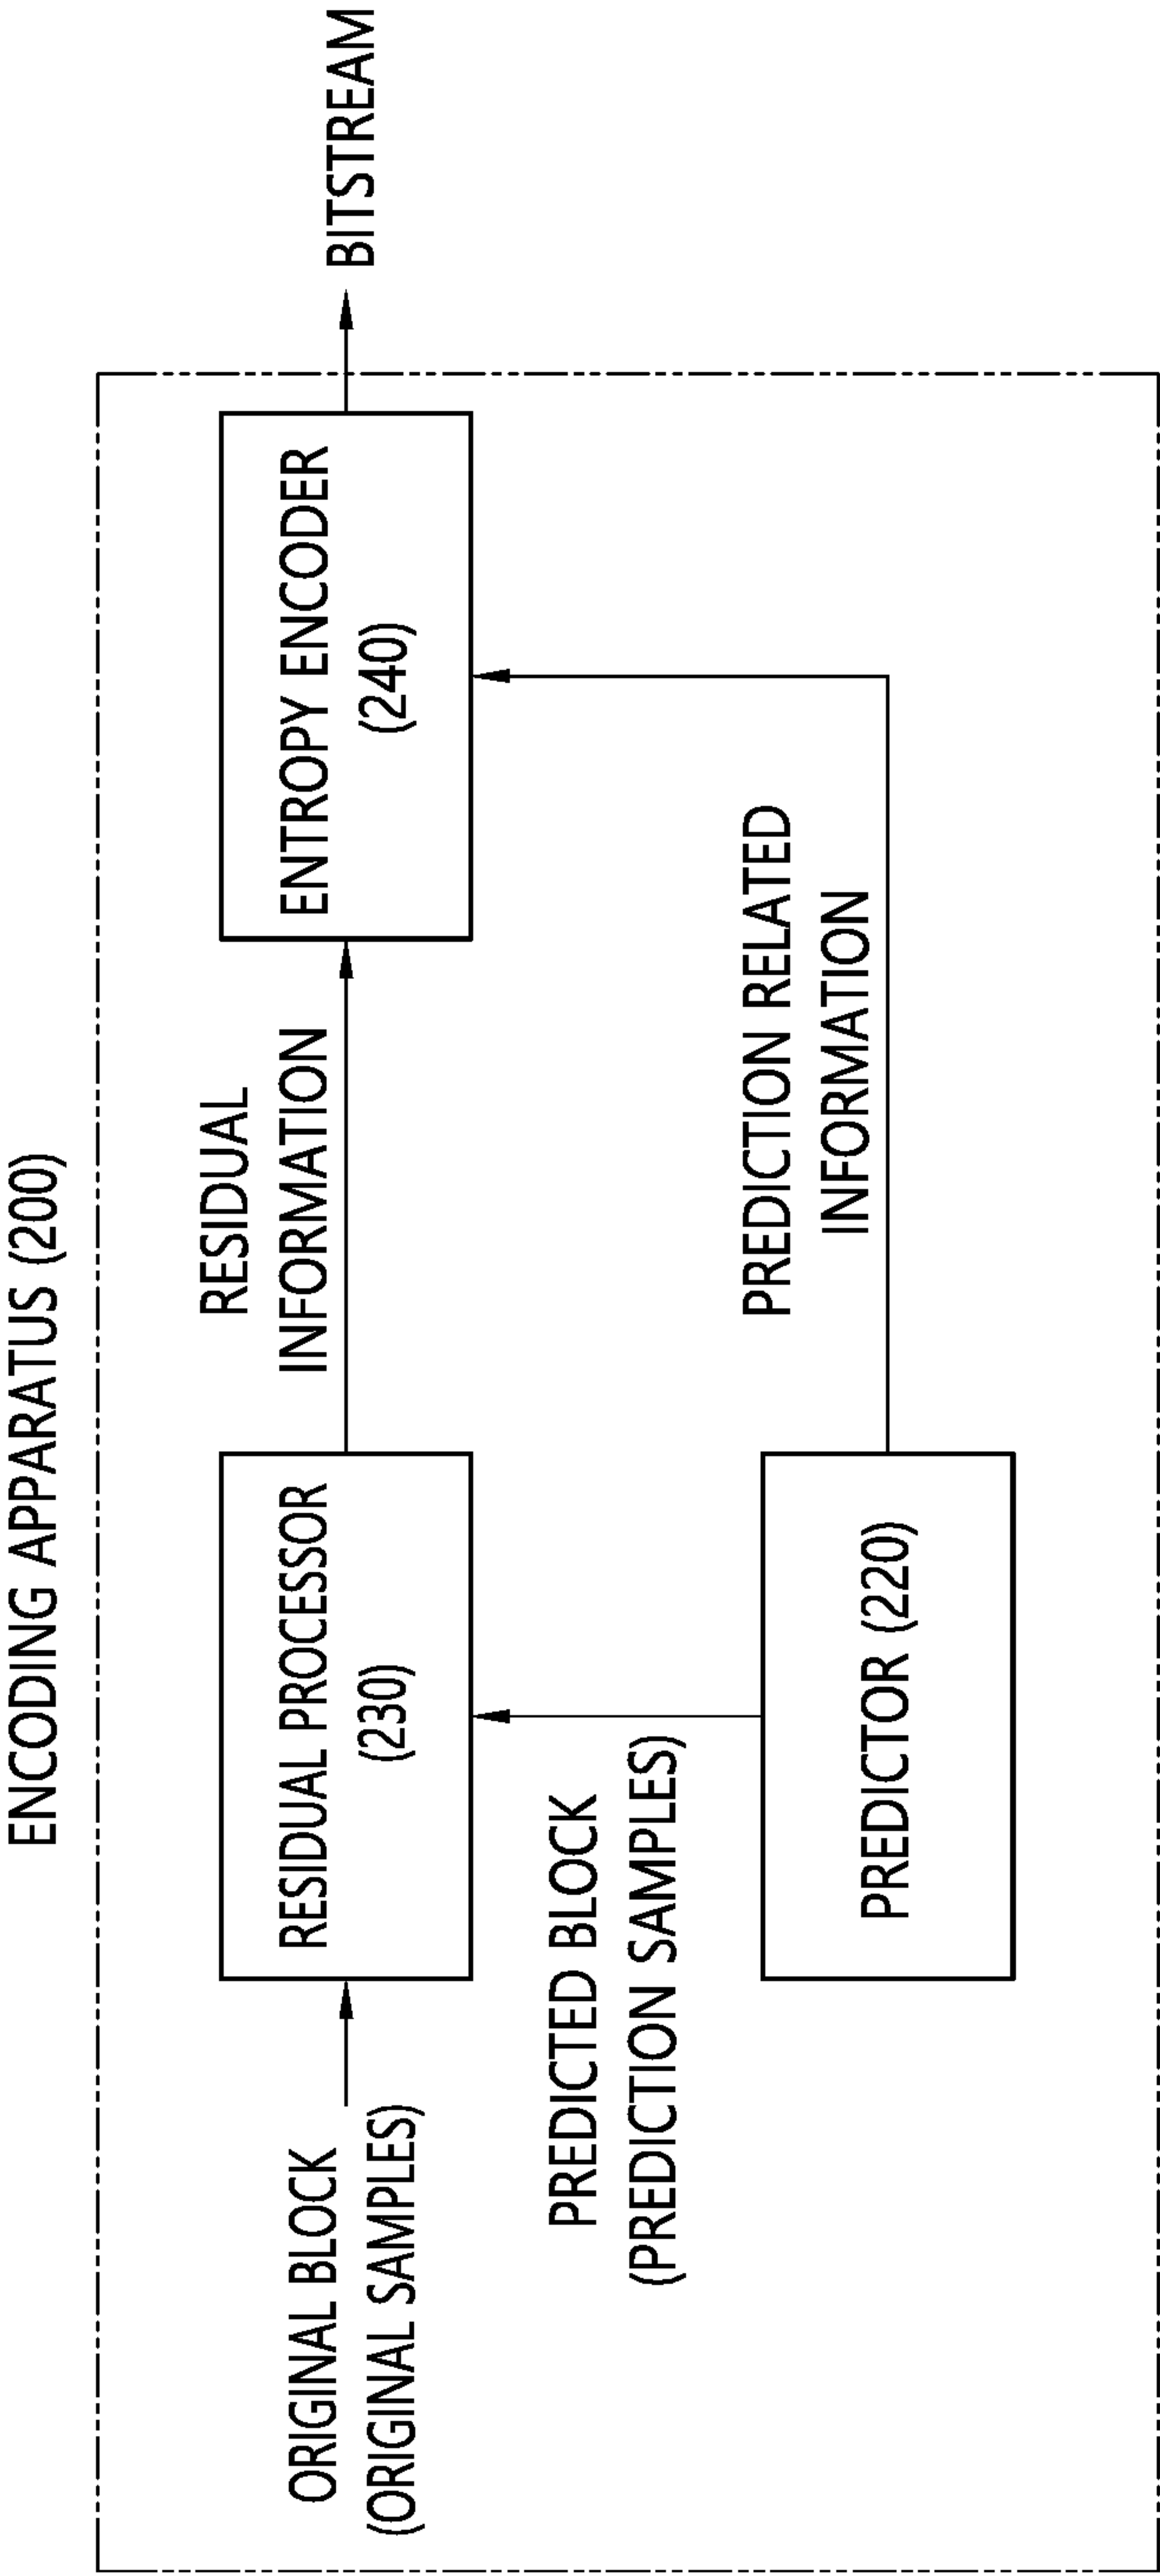 ENCODING APPARATUS (200)
ORIGINAL BLOCK
(ORIGINAL SAMPLES)
RESIDUAL PROCESSOR
(230)
RESIDUAL
INFORMATION
ENTROPY ENCODER
(240)
BITSTREAM
PREDICTED BLOCK
(PREDICTION SAMPLES)
PREDICTION RELATED
INFORMATION
PREDICTOR (220)